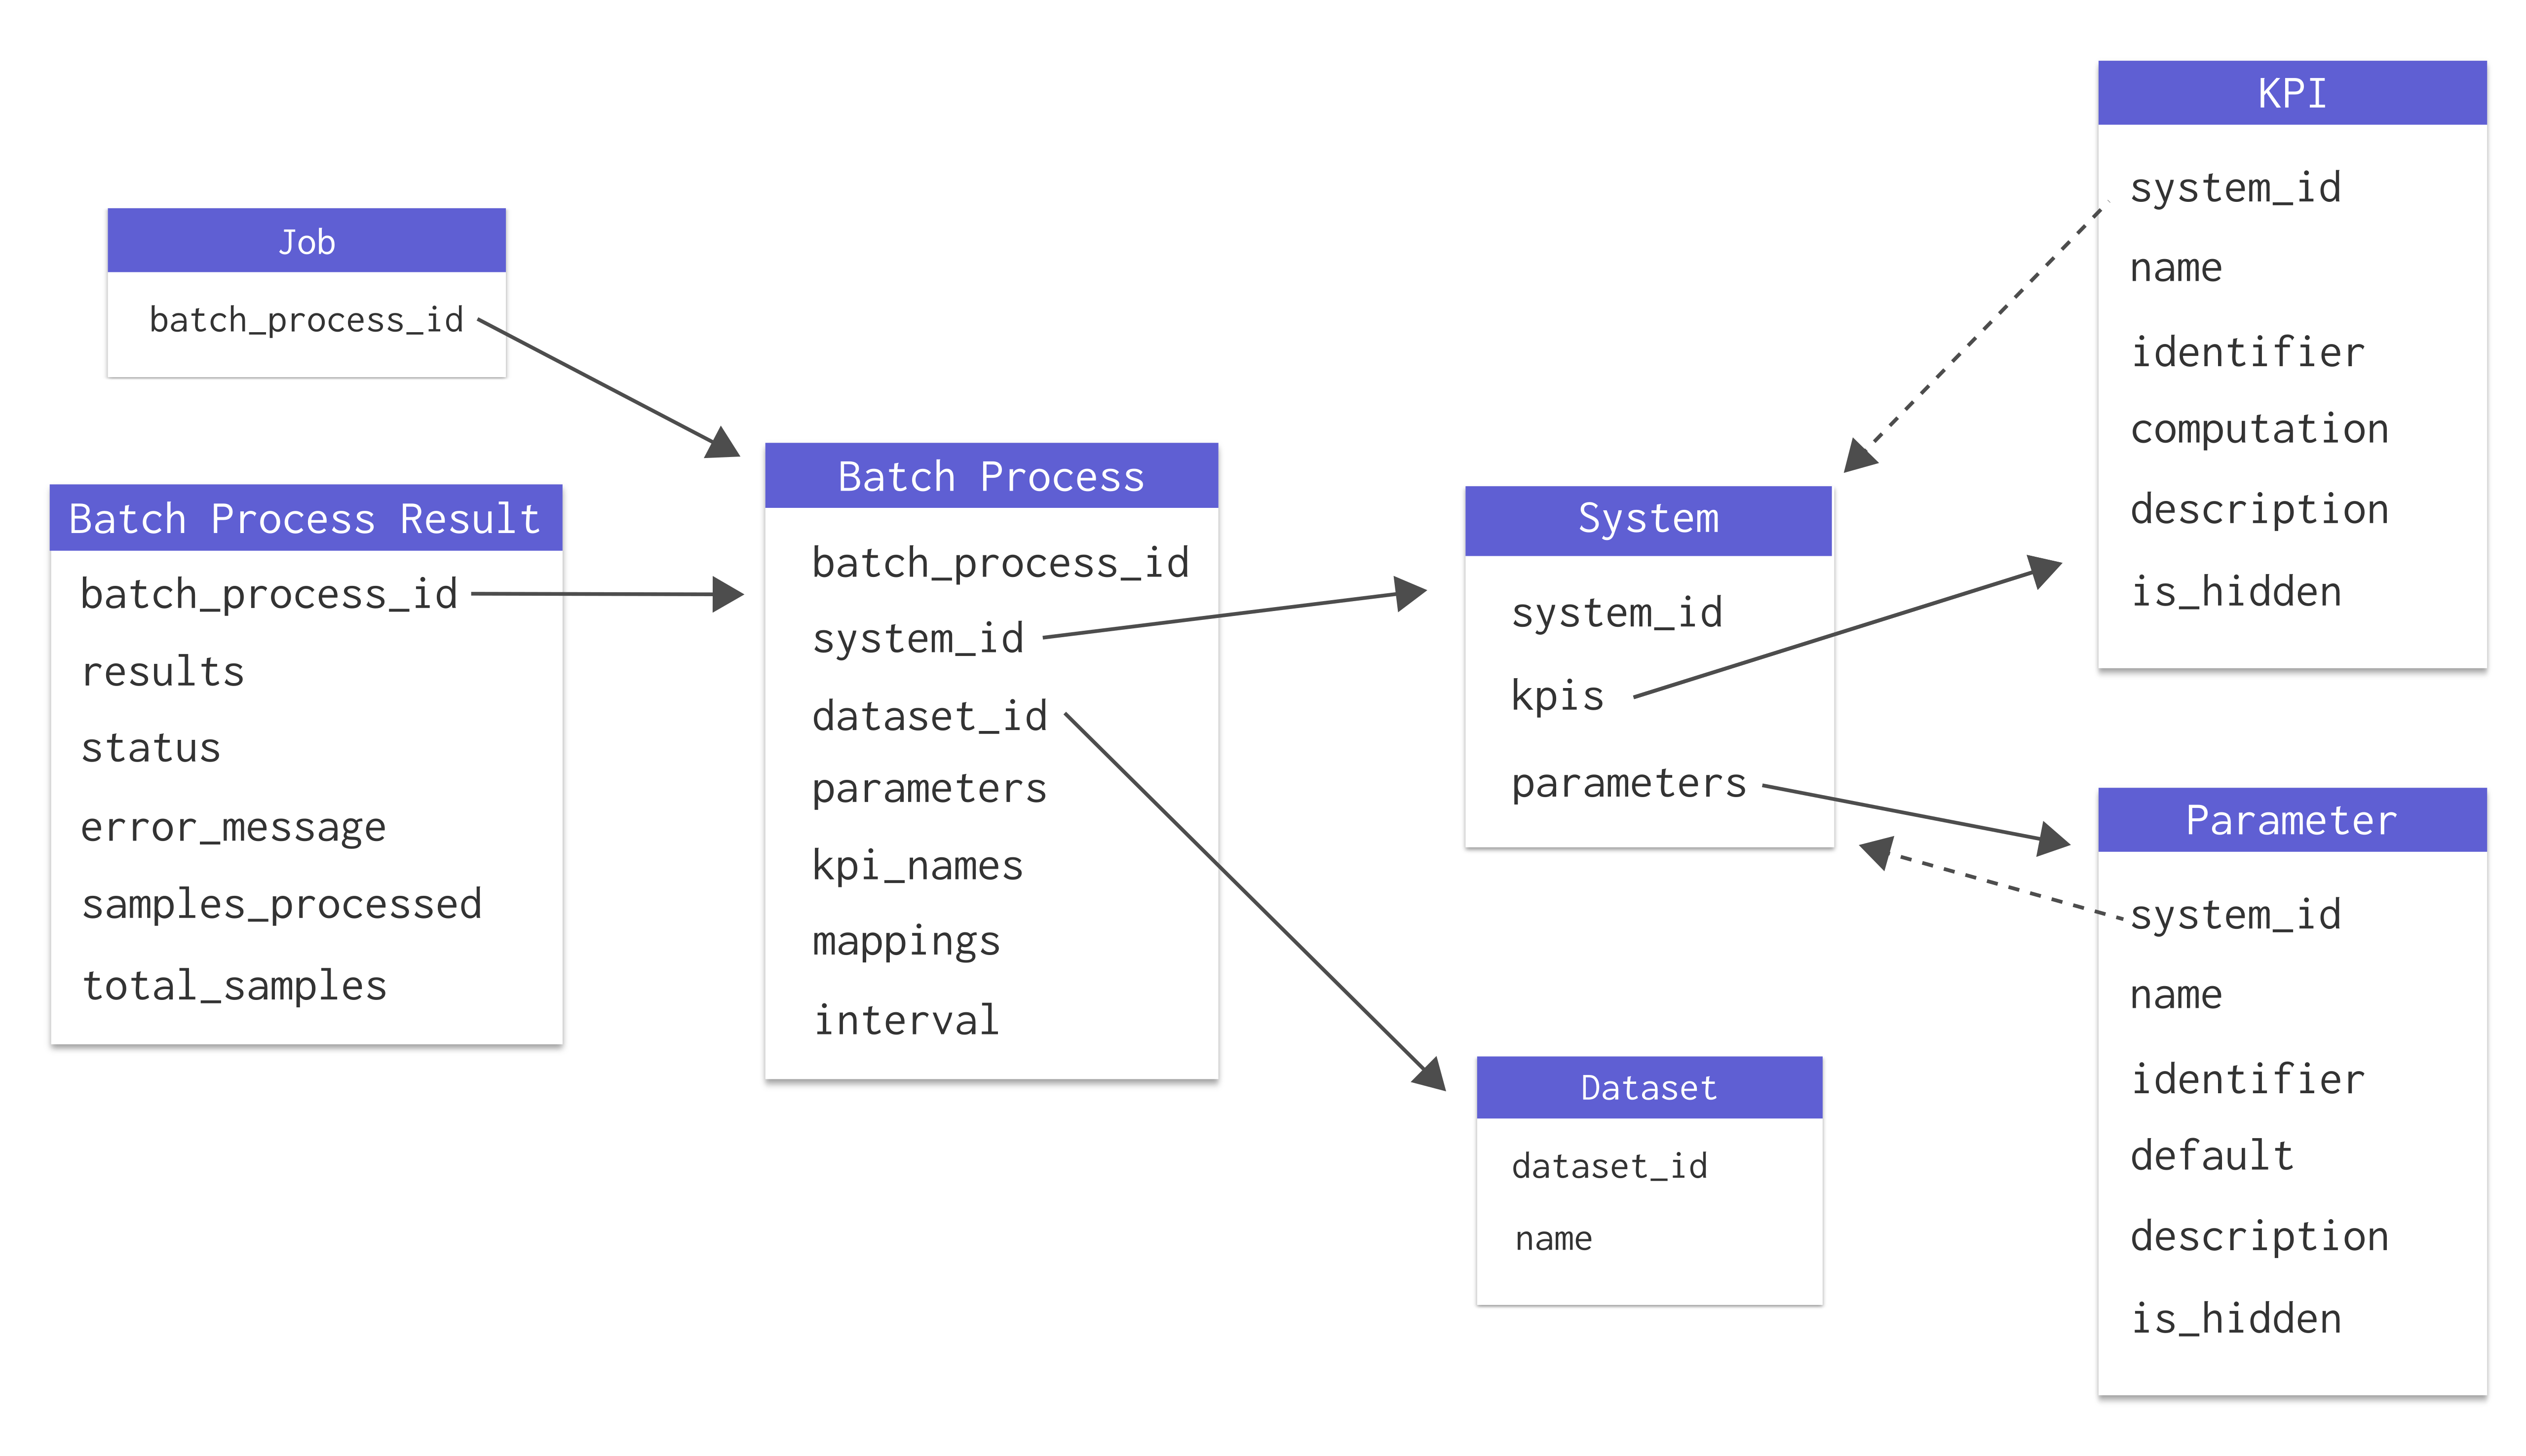 Job
batch_process_id
Batch Process Result
batch_process_id
results
status
error_message
samples_processed
total_samples
Batch Process
batch_process_id
system_id
dataset_id
parameters
kpi_names
mappings
interval
System
system_id
kpis
parameters
Dataset
dataset_id
name
KPI
system_id
name
identifier
computation
description
is_hidden
Parameter
system_id
name
identifier
default
description
is_hidden